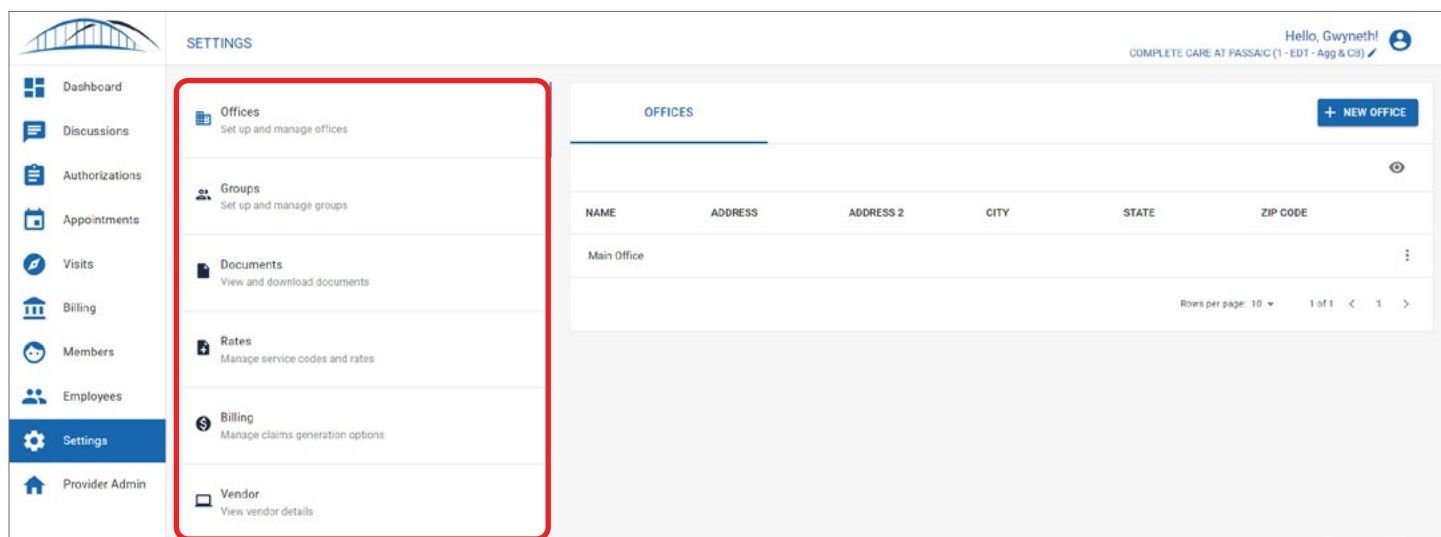 SETTINGS
Hello, Gwyneth!
COMPLETE CARE AT PASSAIC (1 - EDT - Agg & CB)
Dashboard
Discussions
Authorizations
Appointments
Visits
Billing
Members
Employees
Settings
Provider Admin
Offices
Set up and manage offices
Groups
Set up and manage groups
Documents
View and download documents
Rates
Manage service codes and rates
Billing
Manage claims generation options
Vendor
View vendor details
OFFICES
+ NEW OFFICE
NAME ADDRESS ADDRESS 2 CITY STATE ZIP CODE
Main Office
Rows per page: 10 1 of 1 < 1 >